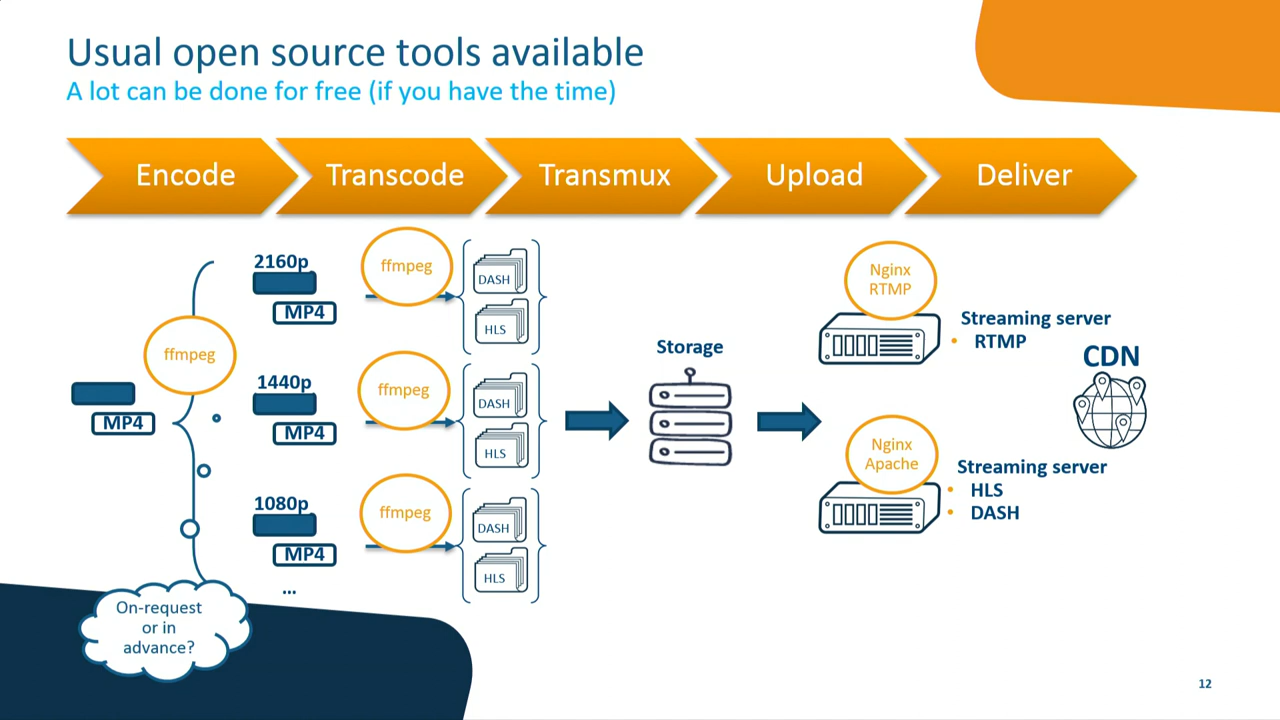 Usual open source tools available
A lot can be done for free (if you have the time)
Encode
Transcode
Transmux
Upload
Deliver
ffmpeg
MP4
On-request
or in
advance?
2160p
MP4
ffmpeg
DASH
HLS
1440p
MP4
ffmpeg
DASH
HLS
1080p
MP4
ffmpeg
DASH
HLS
...
Storage
Nginx
RTMP
Streaming server
• RTMP
Nginx
Apache
Streaming server
• HLS
• DASH
CDN
12